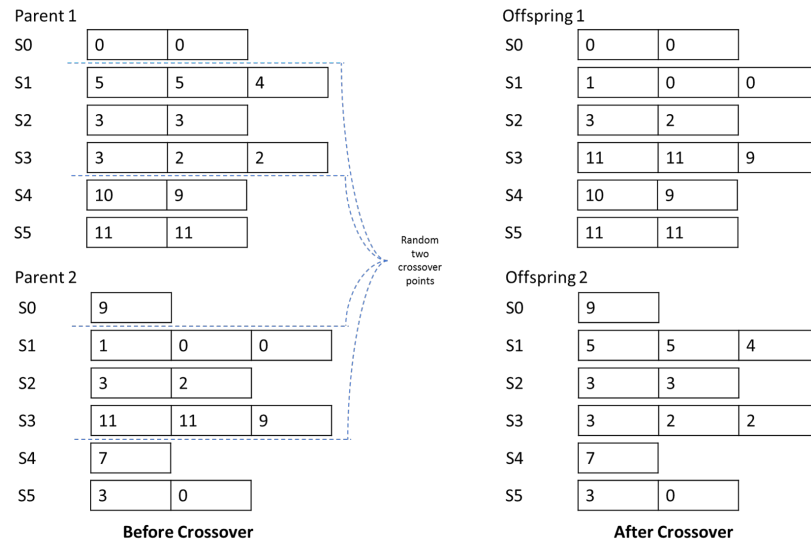 Parent 1
S0 0 0
S1 5 5 4
S2 3 3
S3 3 2 2
S4 10 9
S5 11 11
Parent 2
S0 9
S1 1 0 0
S2 3 2
S3 11 11 9
S4 7
S5 3 0
Before Crossover
Random
two
crossover
points
Offspring 1
S0 0 0
S1 1 0 0
S2 3 2
S3 11 11 9
S4 10 9
S5 11 11
Offspring 2
S0 9
S1 5 5 4
S2 3 3
S3 3 2 2
S4 7
S5 3 0
After Crossover